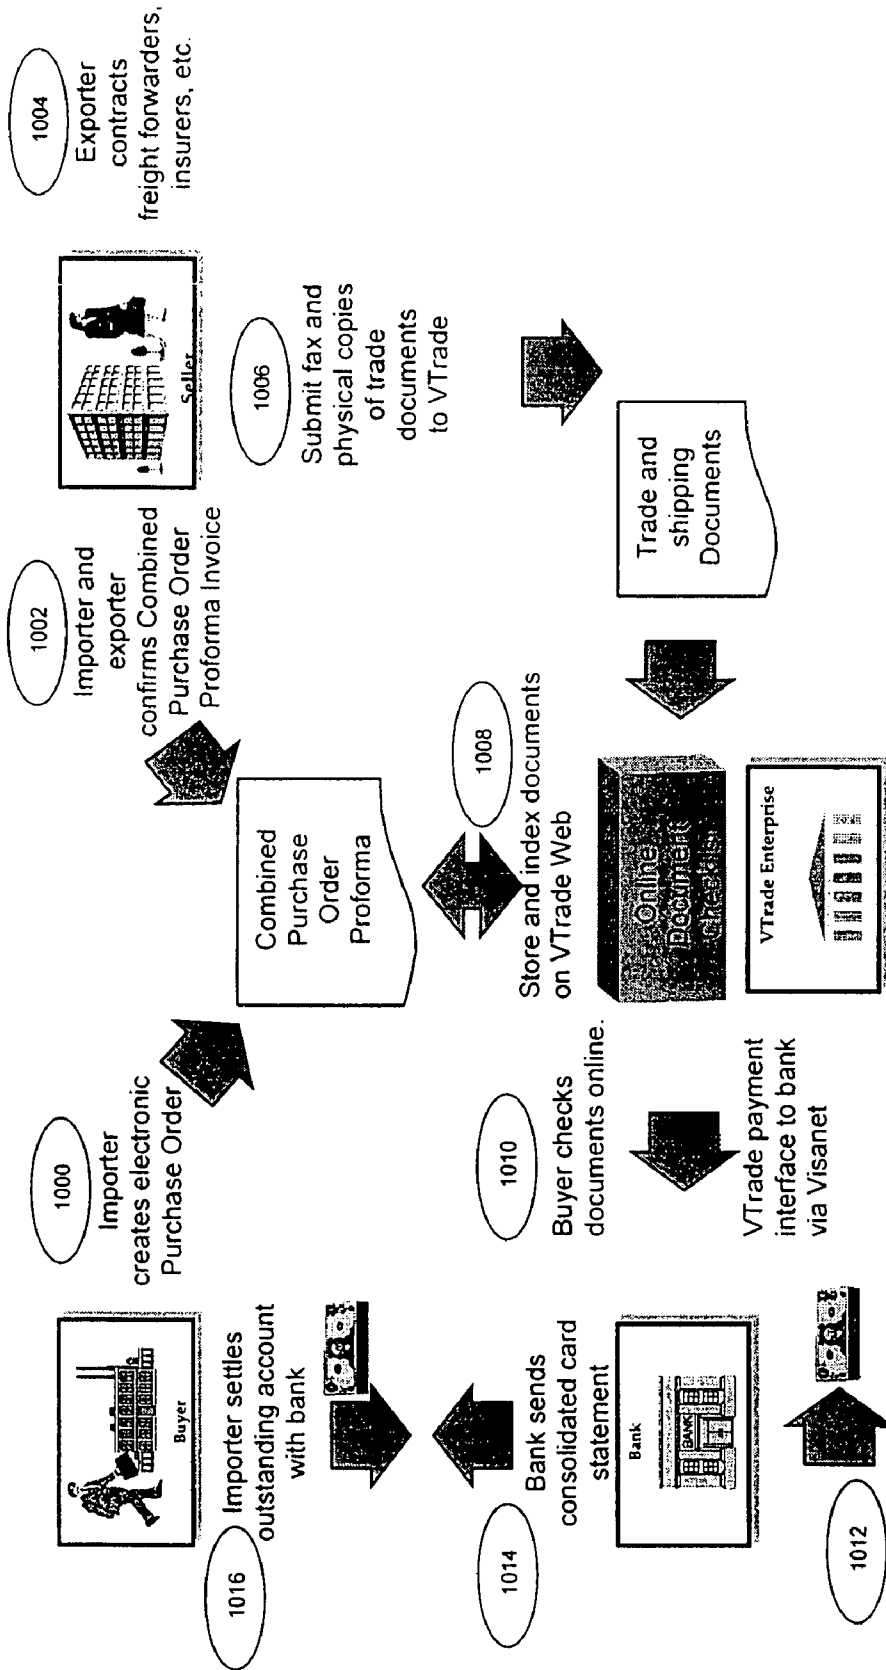 1000
Importer
creates electronic
Purchase Order
1002
Importer and
exporter
confirms Combined
Purchase Order
Proforma Invoice
1004
Exporter
contracts
freight forwarders,
insurers, etc.
Buyer
Seller
1016
Importer settles
outstanding account
with bank
Combined
Purchase
Order
Proforma
1006
Submit fax and
physical copies
of trade
documents
to VTrade
1014
Bank sends
consolidated card
statement
1010
Buyer checks
documents online.
1008
Store and index documents
on VTrade Web
Trade and
shipping
Documents
Bank
BANK
Online
Document
Checklist
VTrade payment
interface to bank
via Visanet
VTrade Enterprise
1012